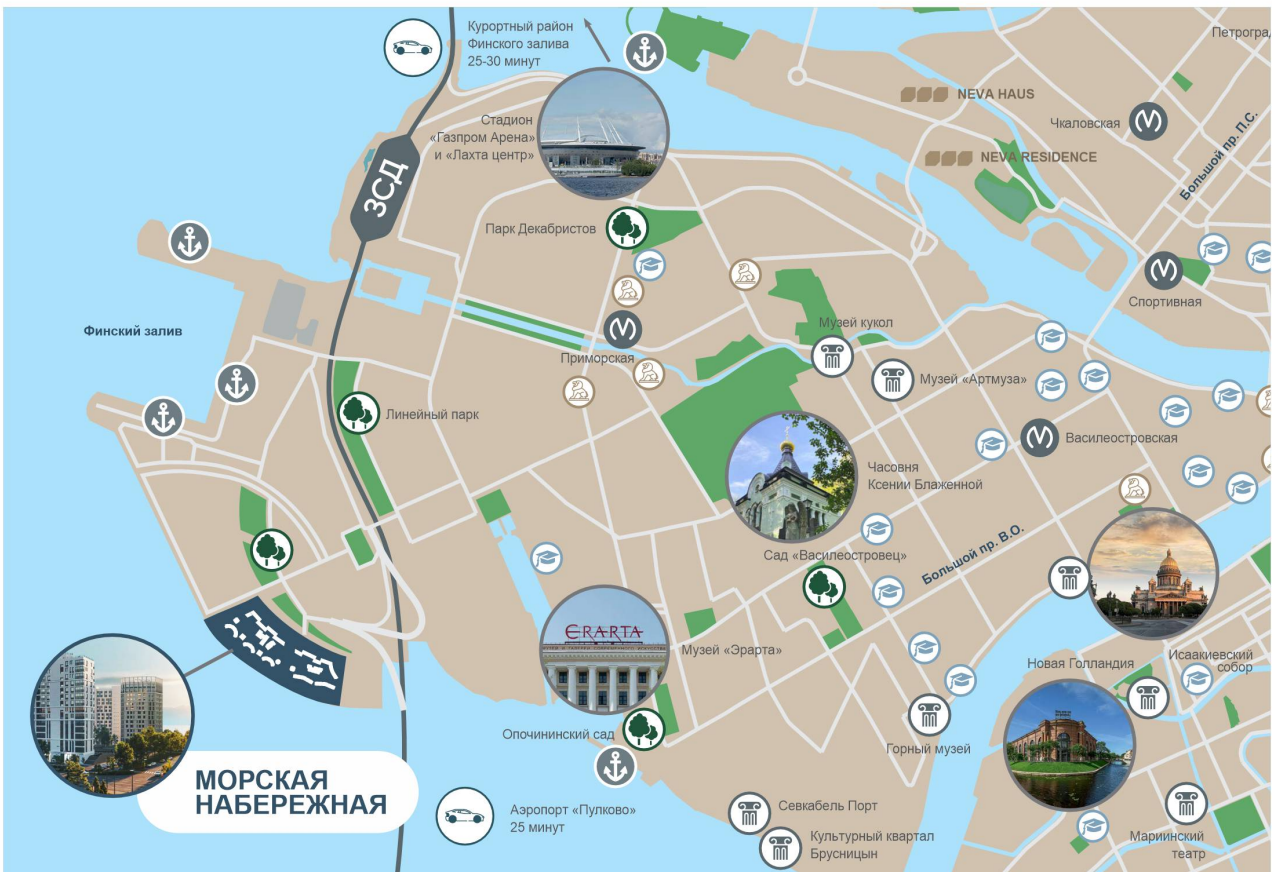 Курортный район
Финского залива
25-30 минут
Петроград
NEVA HAUS
Чкаловская
Стадион
«Газпром Арена»
и «Лахта центр»
NEVA RESIDENCE
Большой пр. П.С.
ЗСД
Парк Декабристов
Спортивная
Финский залив
Музей кукол
Приморская
Музей «Артмуза»
Линейный парк
Василеостровская
Часовня
Ксении Блаженной
Сад «Василеостровец»
Большой пр. В.О.
ERARTA
Музей «Эрарта»
Новая Голландия
Исаакиевский
собор
Опочининский сад
Горный музей
МОРСКАЯ
НАБЕРЕЖНАЯ
Аэропорт «Пулково»
25 минут
Севкабель Порт
Культурный квартал
Брусницын
Мариинский
театр